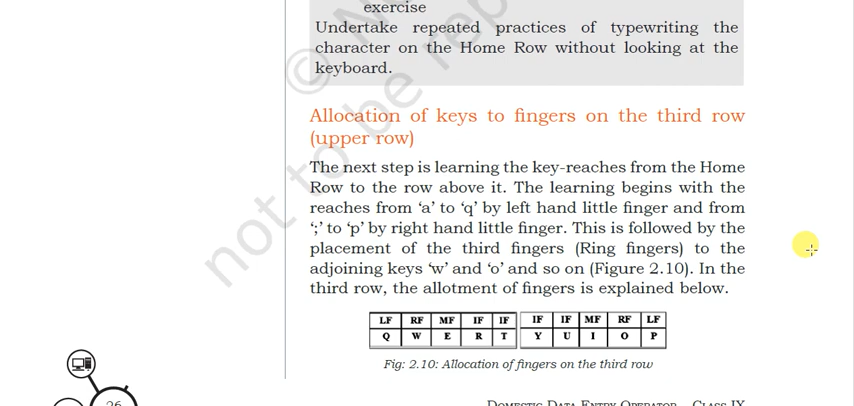 exercise
Undertake repeated practices of typewriting the
character on the Home Row without looking at the
keyboard.
Allocation of keys to fingers on the third row
(upper row)
The next step is learning the key-reaches from the Home
Row to the row above it. The learning begins with the
reaches from ‘a’ to ‘q’ by left hand little finger and from
‘;’ to ‘p’ by right hand little finger. This is followed by the
placement of the third fingers (Ring fingers) to the
adjoining keys ‘w’ and ‘o’ and so on (Figure 2.10). In the
third row, the allotment of fingers is explained below.
LF RF MF IF IF IF IF MF RF LF
Q W E R T Y U I O P
Fig: 2.10: Allocation of fingers on the third row
26
Domestic Data Entry Operator – Class IX
not to be rep
© N